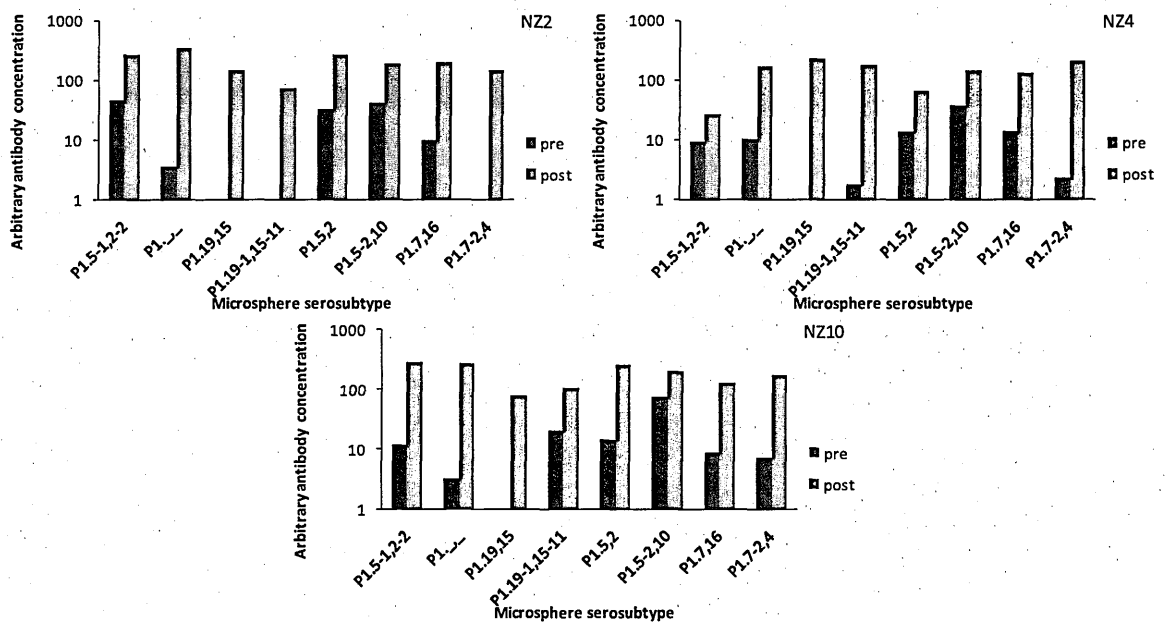 NZ2
Arbitrary antibody concentration
1000
100
10
1
pre
post
P1.5-1,2-2
P1._,_
P1.19,15
P1.19-1,15-11
P1.5,2
P1.5-2,10
P1.7,16
P1.7-2,4
Microsphere serosubtype
NZ4
Arbitrary antibody concentration
1000
100
10
1
pre
post
P1.5-1,2-2
P1._,_
P1.19,15
P1.19-1,15-11
P1.5,2
P1.5-2,10
P1.7,16
P1.7-2,4
Microsphere serosubtype
NZ10
Arbitrary antibody concentration
1000
100
10
1
pre
post
P1.5-1,2-2
P1._,_
P1.19,15
P1.19-1,15-11
P1.5,2
P1.5-2,10
P1.7,16
P1.7-2,4
Microsphere serosubtype